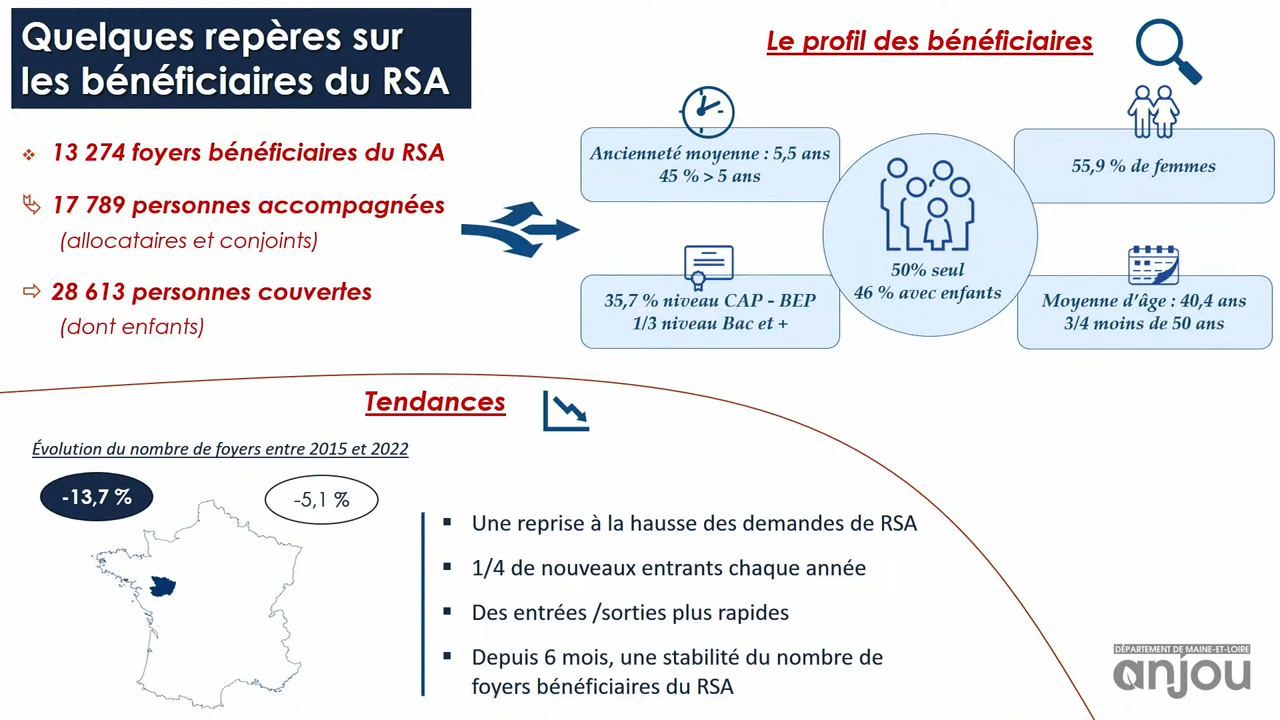 Quelques repères sur
les bénéficiaires du RSA
13 274 foyers bénéficiaires du RSA
17 789 personnes accompagnées
(allocataires et conjoints)
28 613 personnes couvertes
(dont enfants)
Le profil des bénéficiaires
Ancienneté moyenne : 5,5 ans
45 % > 5 ans
55,9 % de femmes
50% seul
46 % avec enfants
35,7 % niveau CAP - BEP
1/3 niveau Bac et +
Moyenne d'âge : 40,4 ans
3/4 moins de 50 ans
Tendances
Évolution du nombre de foyers entre 2015 et 2022
-13,7 %
-5,1 %
Une reprise à la hausse des demandes de RSA
1/4 de nouveaux entrants chaque année
Des entrées /sorties plus rapides
Depuis 6 mois, une stabilité du nombre de
foyers bénéficiaires du RSA
DÉPARTEMENT DE MAINE-ET-LOIRE
anjou